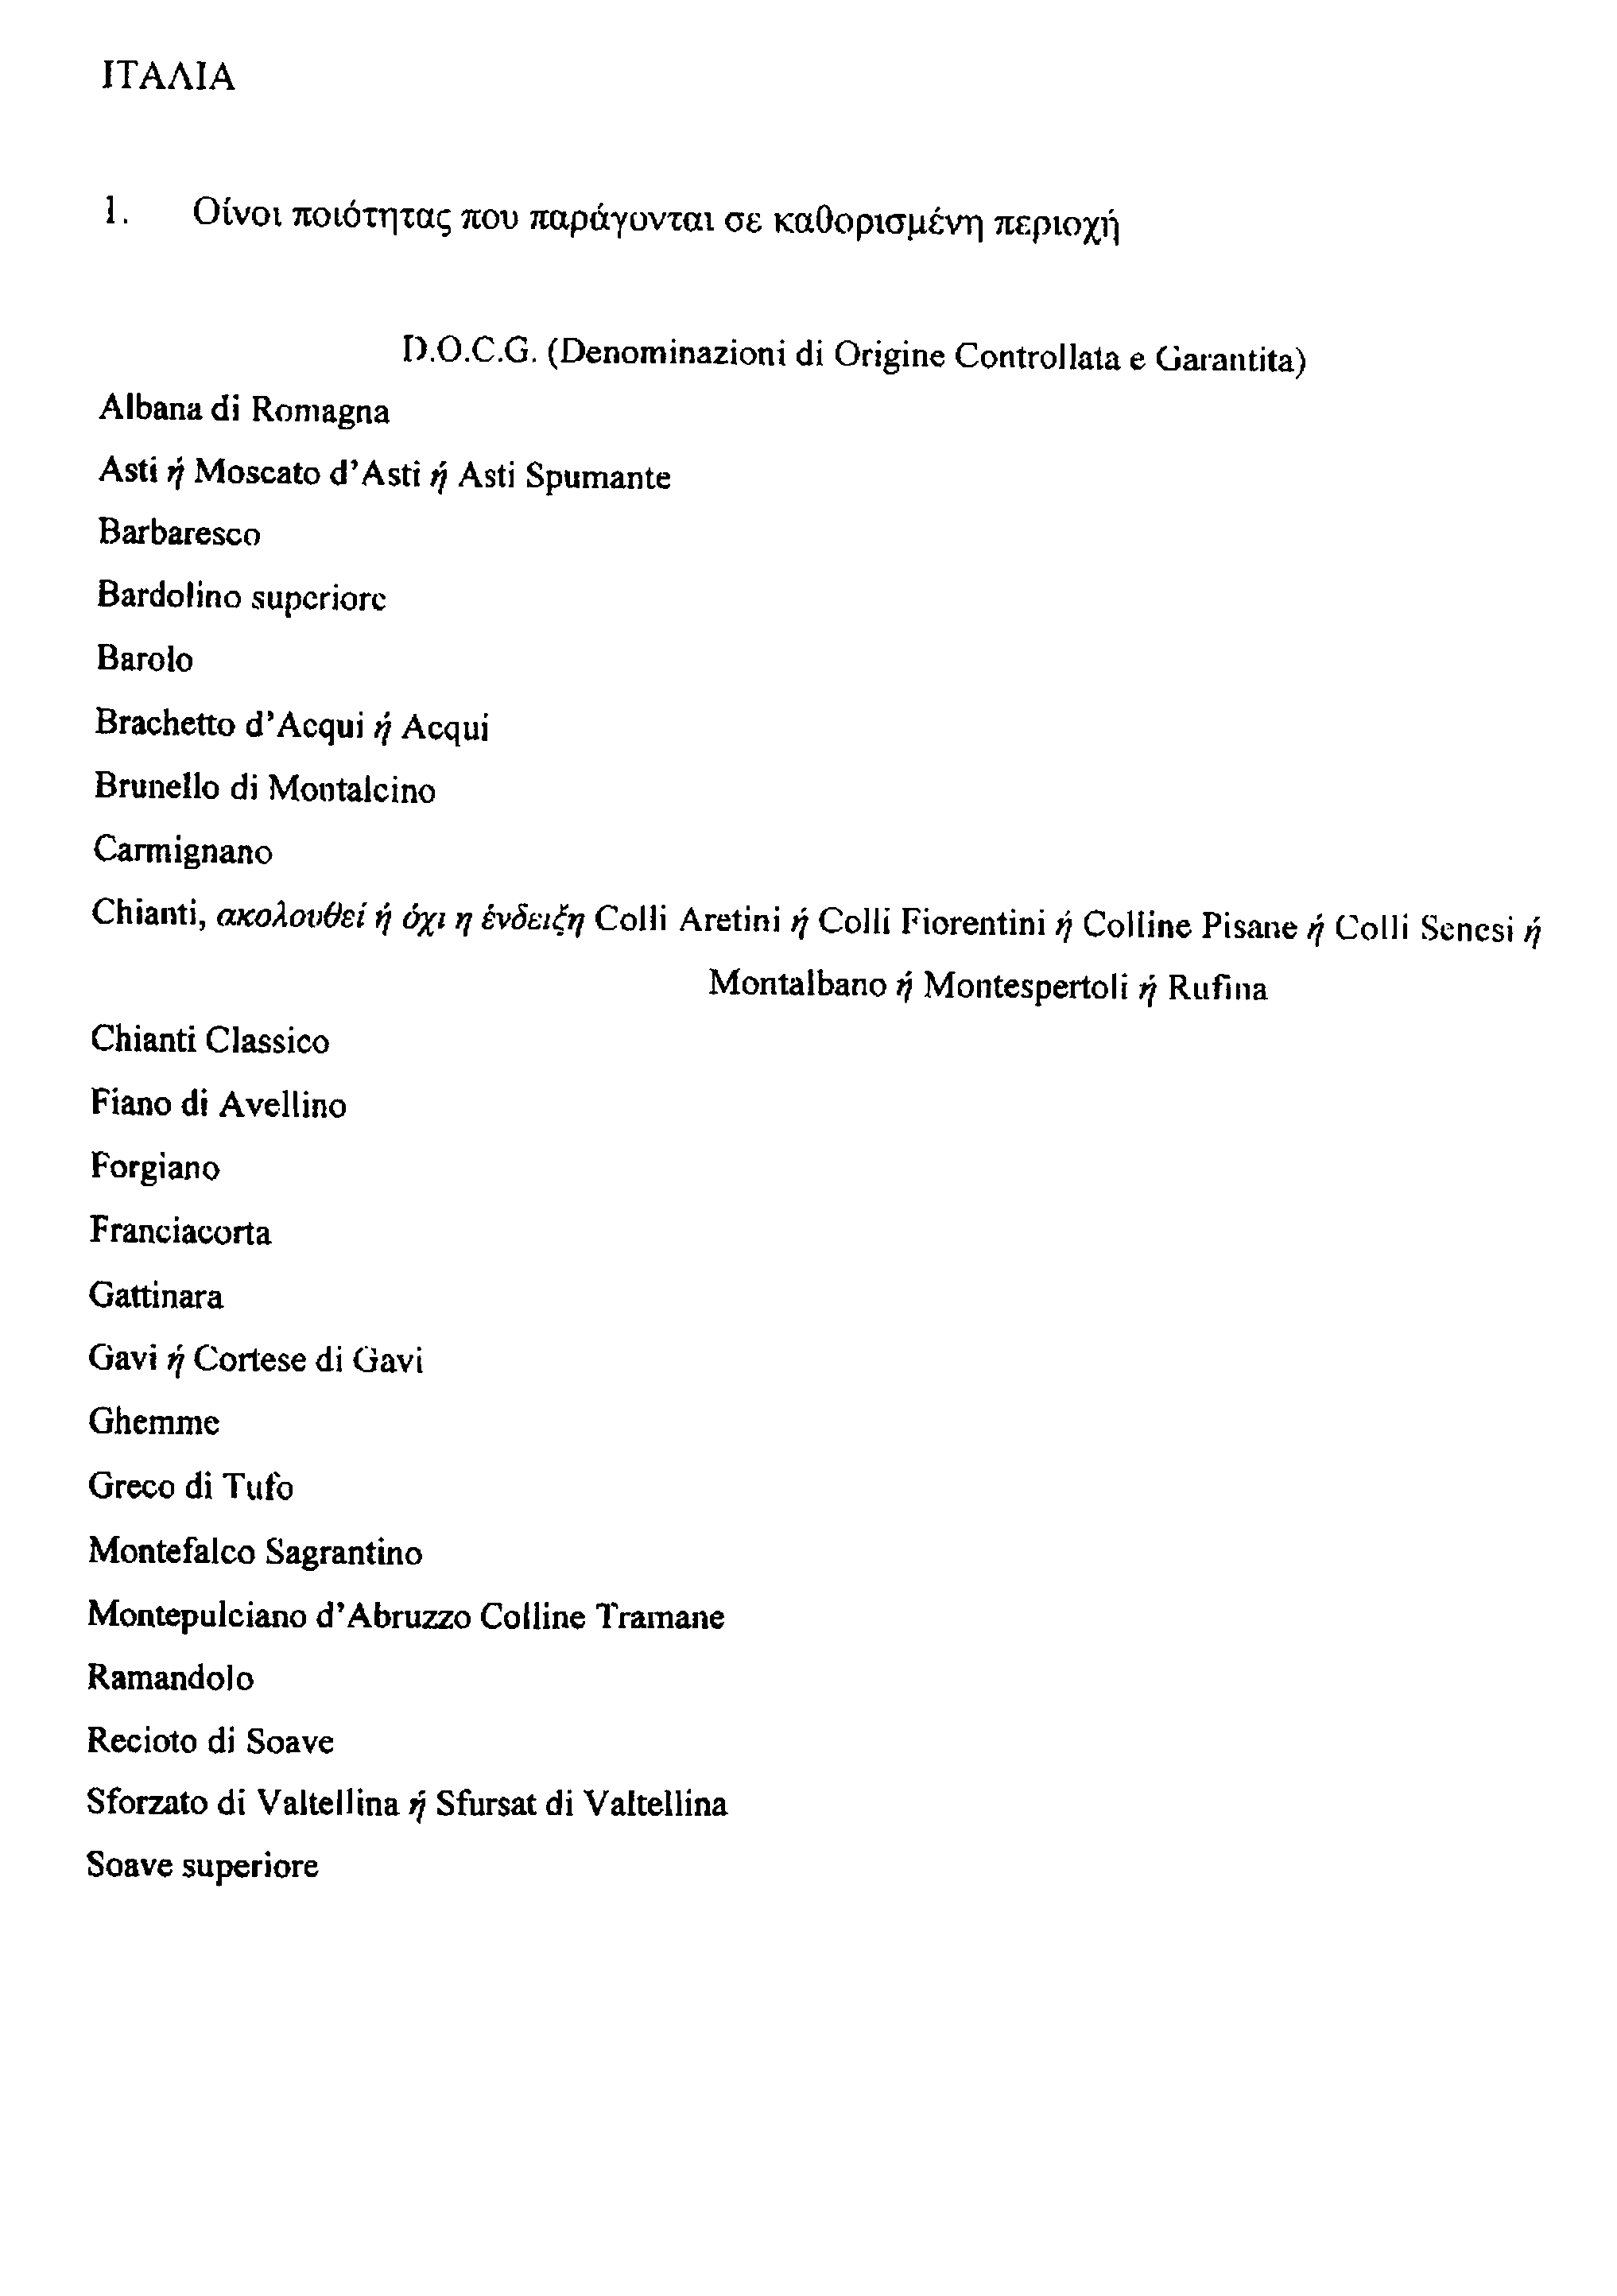 ΙΤΑΛΙΑ
1. Οίνοι ποιότητας που παράγονται σε καθορισμένη περιοχή
D.O.C.G. (Denominazioni di Origine Controllata e Garantita)
Albana di Romagna
Asti ή Moscato d’Asti ή Asti Spumante
Barbaresco
Bardolino superiore
Barolo
Brachetto d’Acqui ή Acqui
Brunello di Montalcino
Carmignano
Chianti, ακολουθεί ή όχι η ένδειξη Colli Aretini ή Colli Fiorentini ή Colline Pisane ή Colli Senesi ή
Montalbano ή Montespertoli ή Rufina
Chianti Classico
Fiano di Avellino
Forgiano
Franciacorta
Gattinara
Gavi ή Cortese di Gavi
Ghemme
Greco di Tufo
Montefalco Sagrantino
Montepulciano d’Abruzzo Colline Tramane
Ramandolo
Recioto di Soave
Sforzato di Valtellina ή Sfursat di Valtellina
Soave superiore